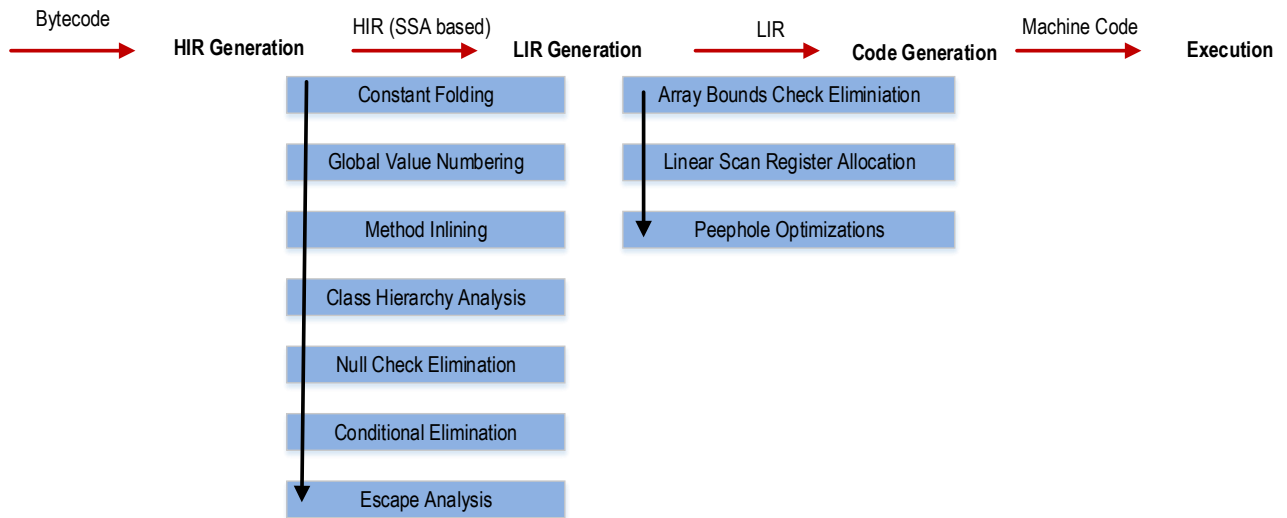 Bytecode
HIR Generation
HIR (SSA based)
LIR Generation
LIR
Code Generation
Machine Code
Execution
Constant Folding
Global Value Numbering
Method Inlining
Class Hierarchy Analysis
Null Check Elimination
Conditional Elimination
Escape Analysis
Array Bounds Check Eliminiation
Linear Scan Register Allocation
Peephole Optimizations